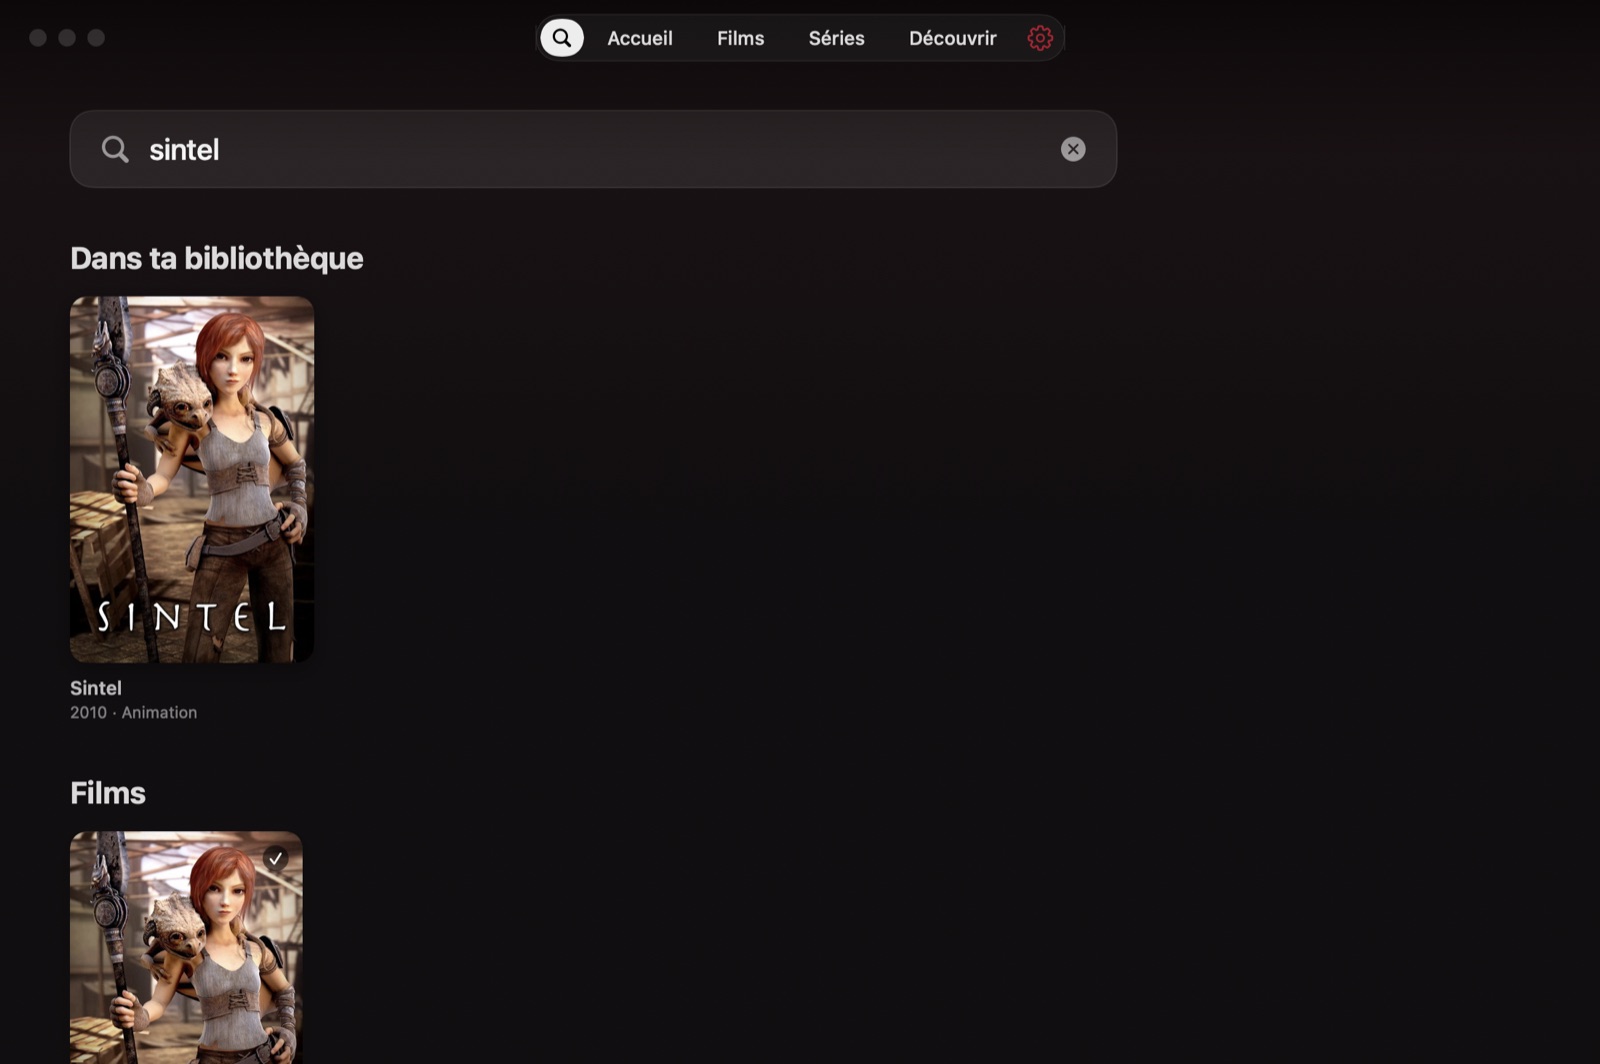 Accueil Films Séries Découvrir
sintel
Dans ta bibliothèque
SINTEL
Sintel
2010 · Animation
Films